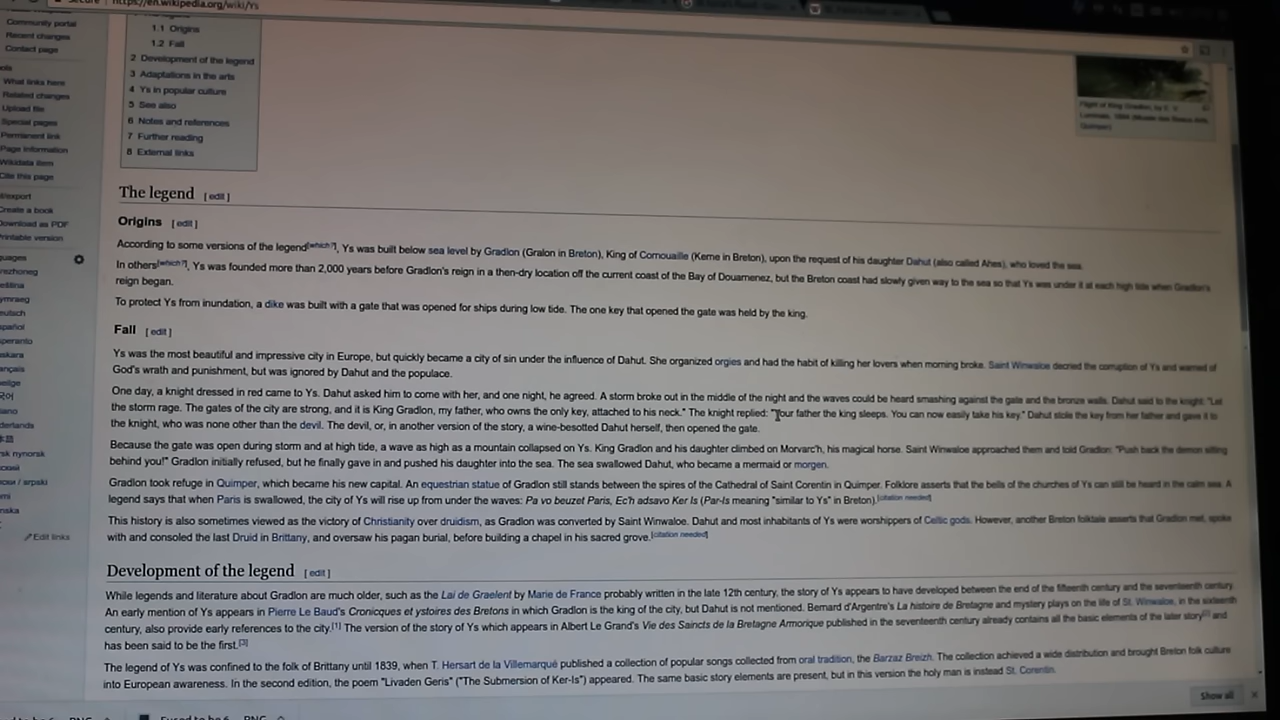 https://en.wikipedia.org/wiki/Ys
Community portal
Recent changes
Contact page
What links here
Related changes
Upload file
Special pages
Permanent link
Page information
Wikidata item
Cite this page
Create a book
Download as PDF
Printable version
Edit links
1.1 Origins
1.2 Fall
2 Development of the legend
3 Adaptations in the arts
4 Ys in popular culture
5 See also
6 Notes and references
7 Further reading
8 External links
Flight of King Gradlon, by E. V.
Luminais, 1884 (Musée des Beaux-Arts,
Quimper)
The legend [ edit ]
Origins [ edit ]
According to some versions of the legend[which?], Ys was built below sea level by Gradlon (Gralon in Breton), King of Cornouaille (Kerne in Breton), upon the request of his daughter Dahut (also called Ahes), who loved the sea.
In others[which?], Ys was founded more than 2,000 years before Gradlon's reign in a then-dry location off the current coast of the Bay of Douarnenez, but the Breton coast had slowly given way to the sea so that Ys was under it at each high tide when Gradlon's
reign began.
To protect Ys from inundation, a dike was built with a gate that was opened for ships during low tide. The one key that opened the gate was held by the king.
Fall [ edit ]
Ys was the most beautiful and impressive city in Europe, but quickly became a city of sin under the influence of Dahut. She organized orgies and had the habit of killing her lovers when morning broke. Saint Winwaloe decried the corruption of Ys and warned of
God's wrath and punishment, but was ignored by Dahut and the populace.
One day, a knight dressed in red came to Ys. Dahut asked him to come with her, and one night, he agreed. A storm broke out in the middle of the night and the waves could be heard smashing against the gate and the bronze walls. Dahut said to the knight: "Let
the storm rage. The gates of the city are strong, and it is King Gradlon, my father, who owns the only key, attached to his neck." The knight replied: "Your father the king sleeps. You can now easily take his key." Dahut stole the key from her father and gave it to
the knight, who was none other than the devil. The devil, or, in another version of the story, a wine-besotted Dahut herself, then opened the gate.
Because the gate was open during storm and at high tide, a wave as high as a mountain collapsed on Ys. King Gradlon and his daughter climbed on Morvarc'h, his magical horse. Saint Winwaloe approached them and told Gradlon: "Push back the demon sitting
behind you!" Gradlon initially refused, but he finally gave in and pushed his daughter into the sea. The sea swallowed Dahut, who became a mermaid or morgen.
Gradlon took refuge in Quimper, which became his new capital. An equestrian statue of Gradlon still stands between the spires of the Cathedral of Saint Corentin in Quimper. Folklore asserts that the bells of the churches of Ys can still be heard in the calm sea. A
legend says that when Paris is swallowed, the city of Ys will rise up from under the waves: Pa vo beuzet Paris, Ec'h adsavo Ker Is (Par-Is meaning "similar to Ys" in Breton).[citation needed]
This history is also sometimes viewed as the victory of Christianity over druidism, as Gradlon was converted by Saint Winwaloe. Dahut and most inhabitants of Ys were worshippers of Celtic gods. However, another Breton folktale asserts that Gradlon met, spoke
with and consoled the last Druid in Brittany, and oversaw his pagan burial, before building a chapel in his sacred grove.[citation needed]
Development of the legend [ edit ]
While legends and literature about Gradlon are much older, such as the Lai de Graelent by Marie de France probably written in the late 12th century, the story of Ys appears to have developed between the end of the fifteenth century and the seventeenth century.
An early mention of Ys appears in Pierre Le Baud's Cronicques et ystoires des Bretons in which Gradlon is the king of the city, but Dahut is not mentioned. Bernard d'Argentre's La histoire de Bretagne and mystery plays on the life of St. Winwaloe, in the sixteenth
century, also provide early references to the city.[1] The version of the story of Ys which appears in Albert Le Grand's Vie des Saincts de la Bretagne Armorique published in the seventeenth century already contains all the basic elements of the later story[2] and
has been said to be the first.[3]
The legend of Ys was confined to the folk of Brittany until 1839, when T. Hersart de la Villemarqué published a collection of popular songs collected from oral tradition, the Barzaz Breizh. The collection achieved a wide distribution and brought Breton folk culture
into European awareness. In the second edition, the poem "Livaden Geris" ("The Submersion of Ker-Is") appeared. The same basic story elements are present, but in this version the holy man is instead St. Corentin.
Show all